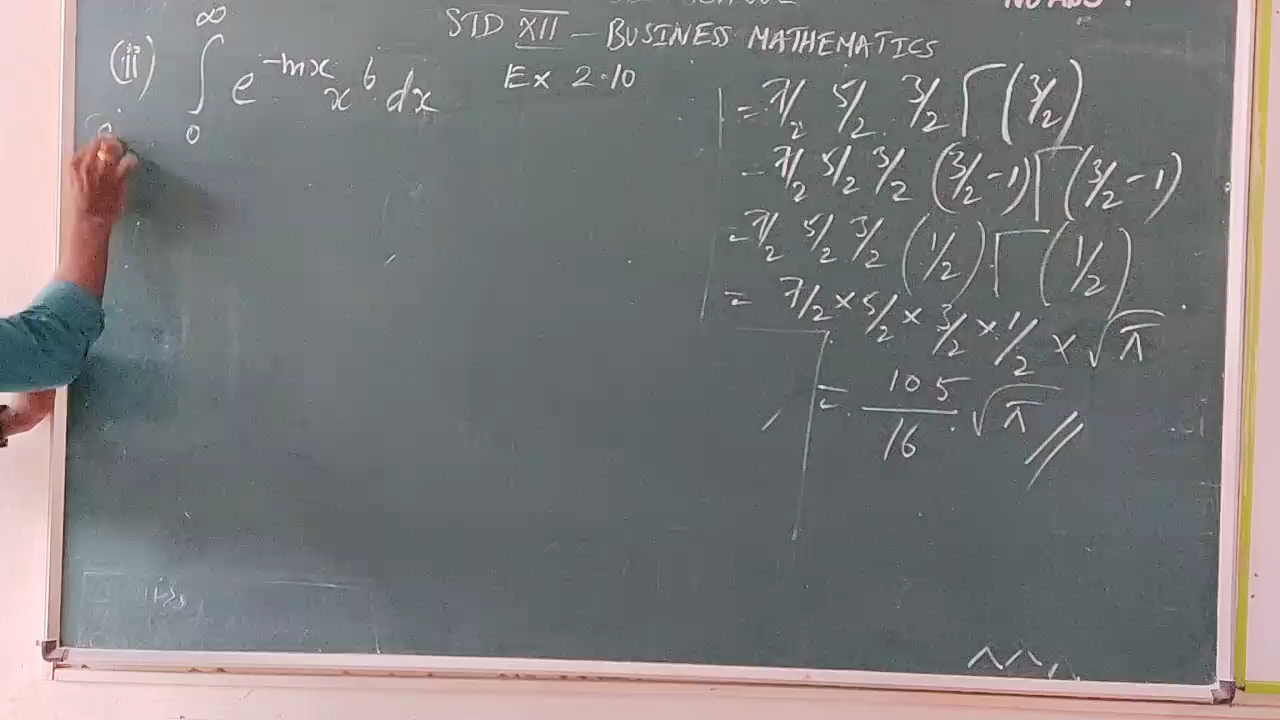 STD XII - BUSINESS MATHEMATICS
Ex 2.10
(ii) ∫₀^∞ e^{-mx} x^6 dx
= 7/2 5/2 3/2 Γ(3/2)
- 7/2 5/2 3/2 (3/2 - 1) Γ(3/2 - 1)
= 7/2 5/2 3/2 (1/2) Γ(1/2)
= 7/2 × 5/2 × 3/2 × 1/2 × √π
= 105/16 √π //